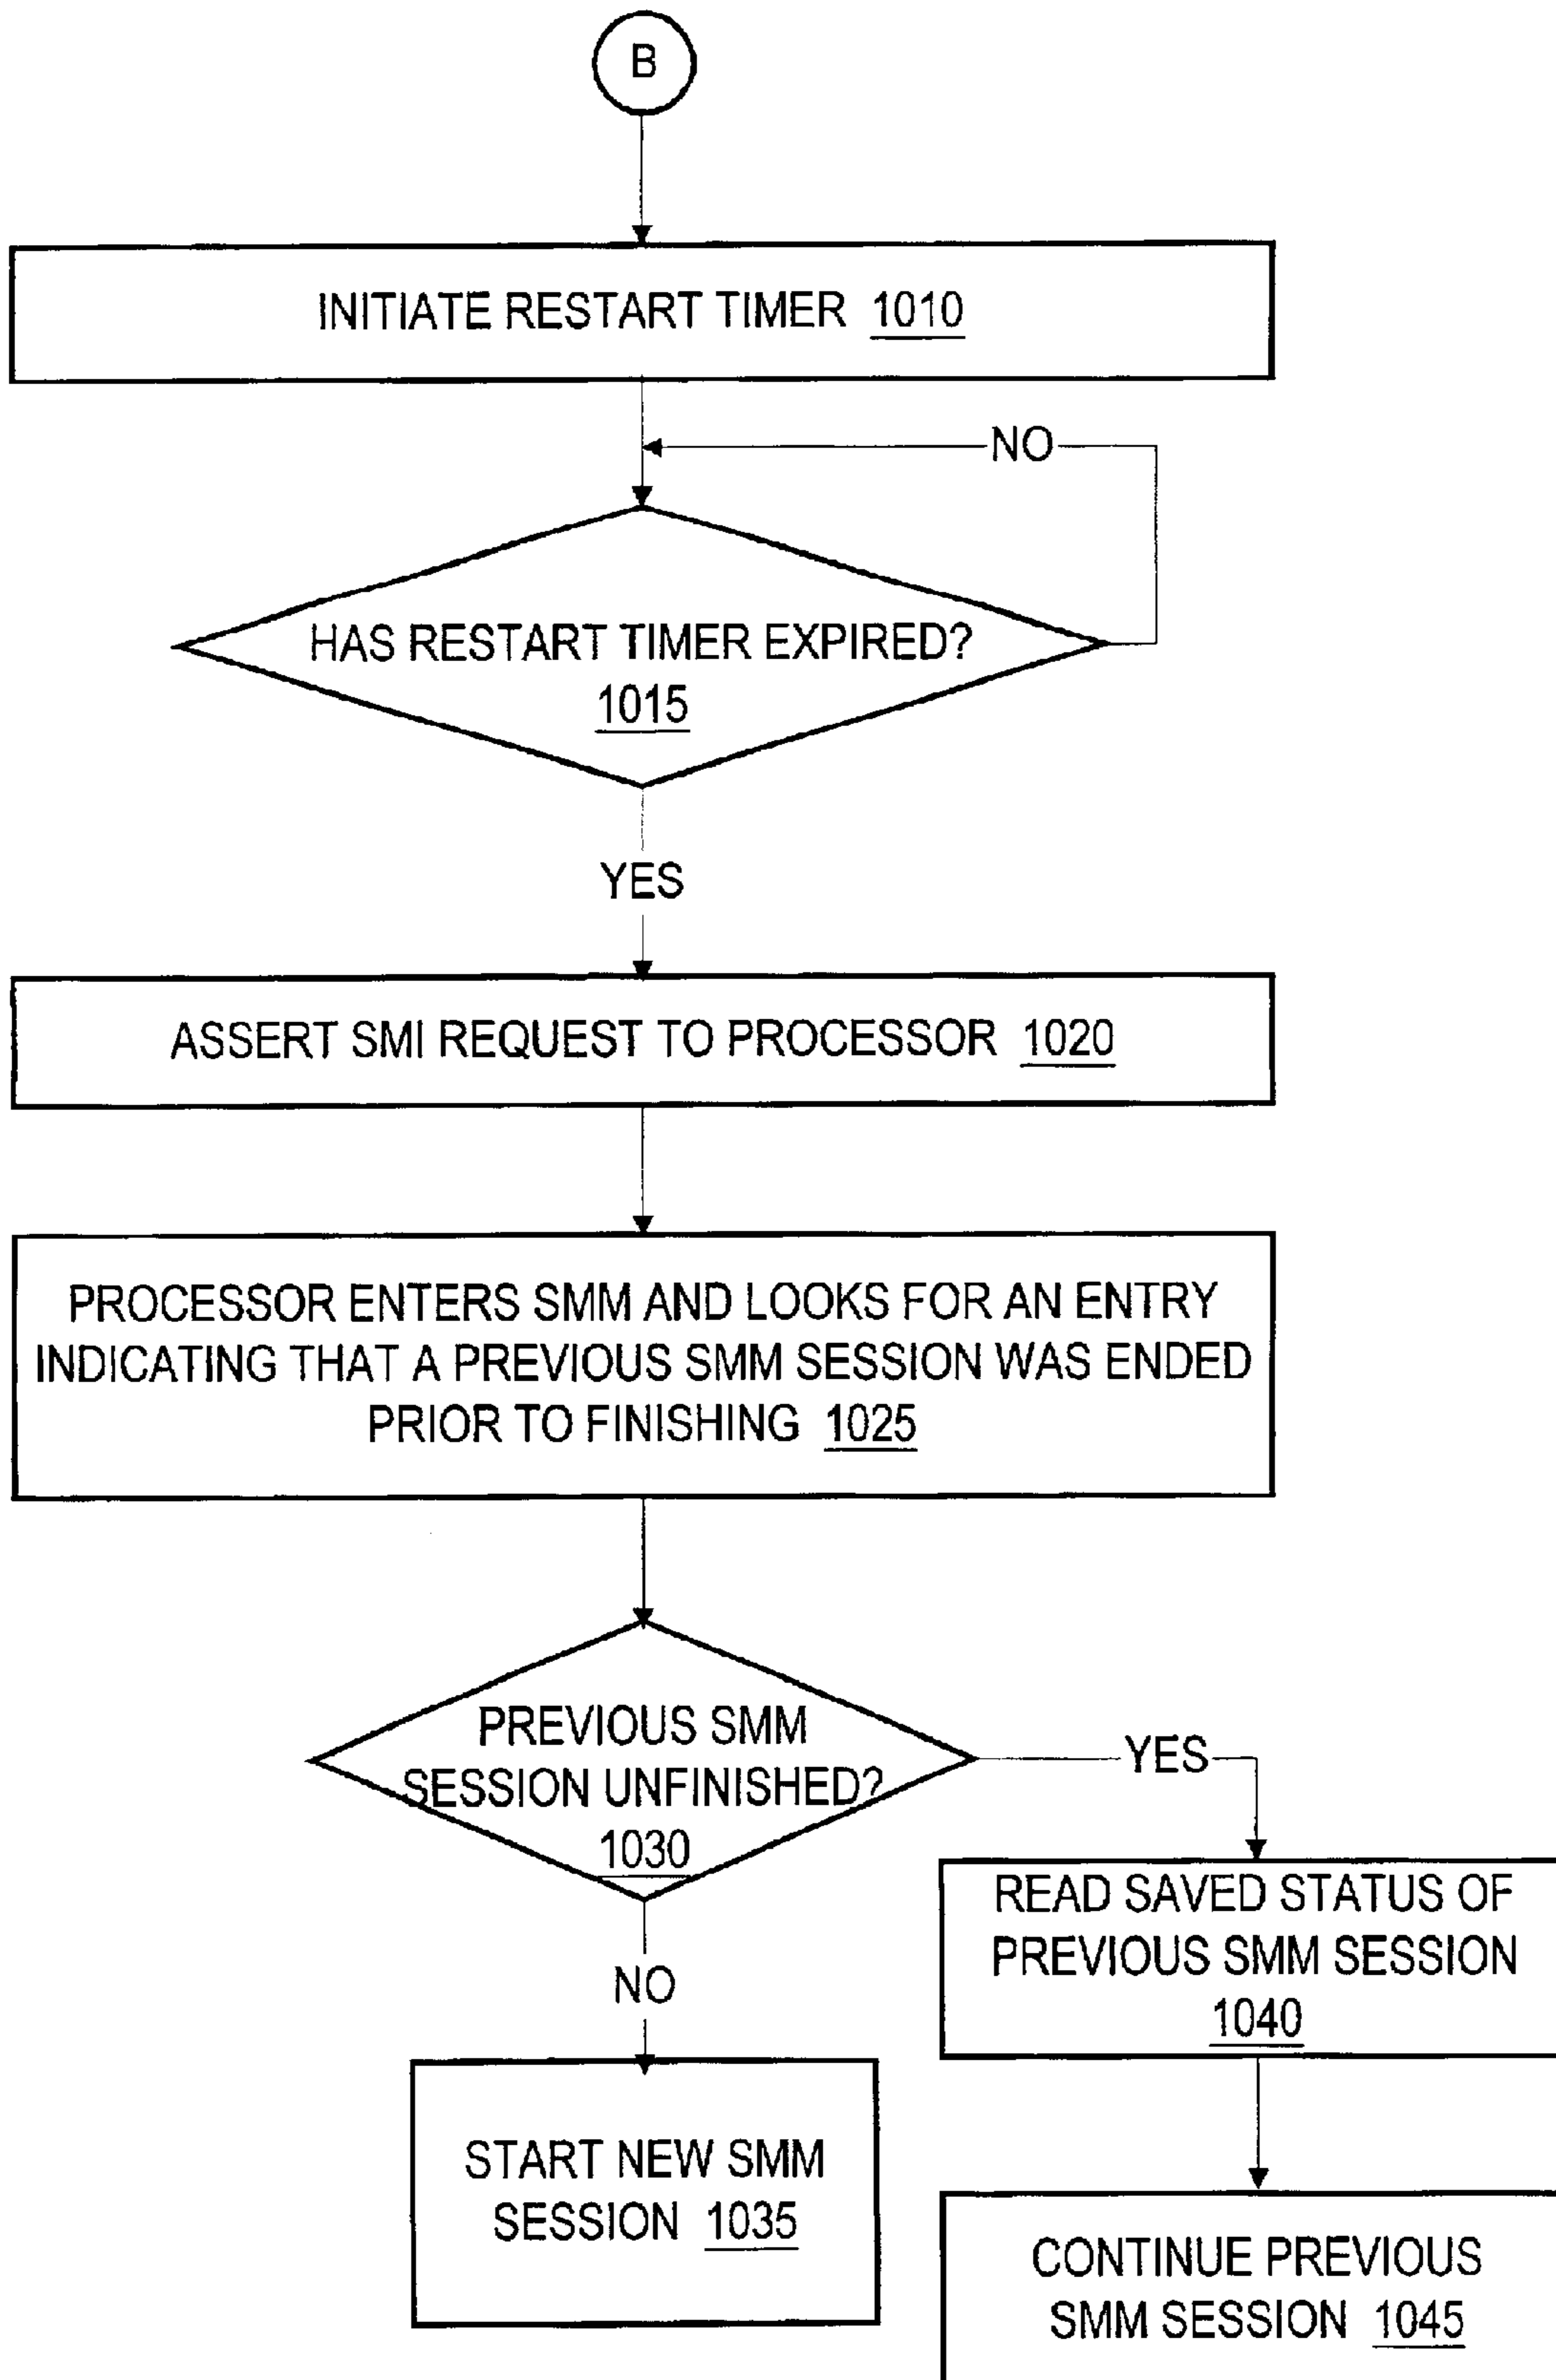 B
INITIATE RESTART TIMER 1010
NO
HAS RESTART TIMER EXPIRED?
1015
YES
ASSERT SMI REQUEST TO PROCESSOR 1020
PROCESSOR ENTERS SMM AND LOOKS FOR AN ENTRY
INDICATING THAT A PREVIOUS SMM SESSION WAS ENDED
PRIOR TO FINISHING 1025
PREVIOUS SMM
SESSION UNFINISHED?
1030
YES
READ SAVED STATUS OF
PREVIOUS SMM SESSION
1040
NO
START NEW SMM
SESSION 1035
CONTINUE PREVIOUS
SMM SESSION 1045